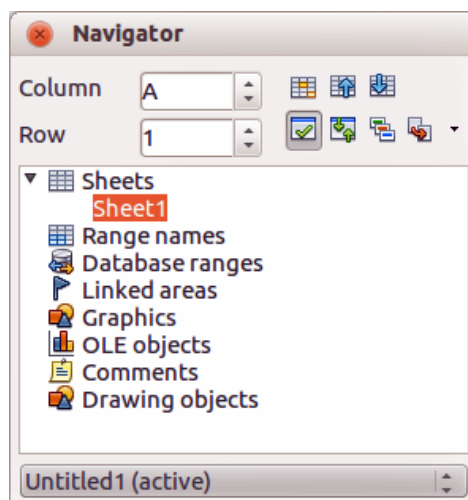 Navigator
Column A
Row 1
Sheets
Sheet1
Range names
Database ranges
Linked areas
Graphics
OLE objects
Comments
Drawing objects
Untitled1 (active)